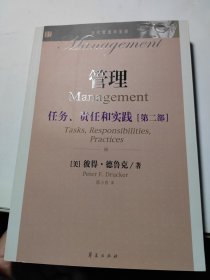 Management
管理
Management
任务、责任和实践［第二部］
Tasks, Responsibilities,
Practices
［美］彼得·德鲁克／著
Peter F. Drucker
华夏出版社